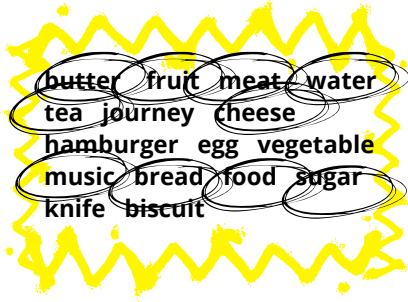 butter fruit meat water
tea journey cheese
hamburger egg vegetable
music bread food sugar
knife biscuit